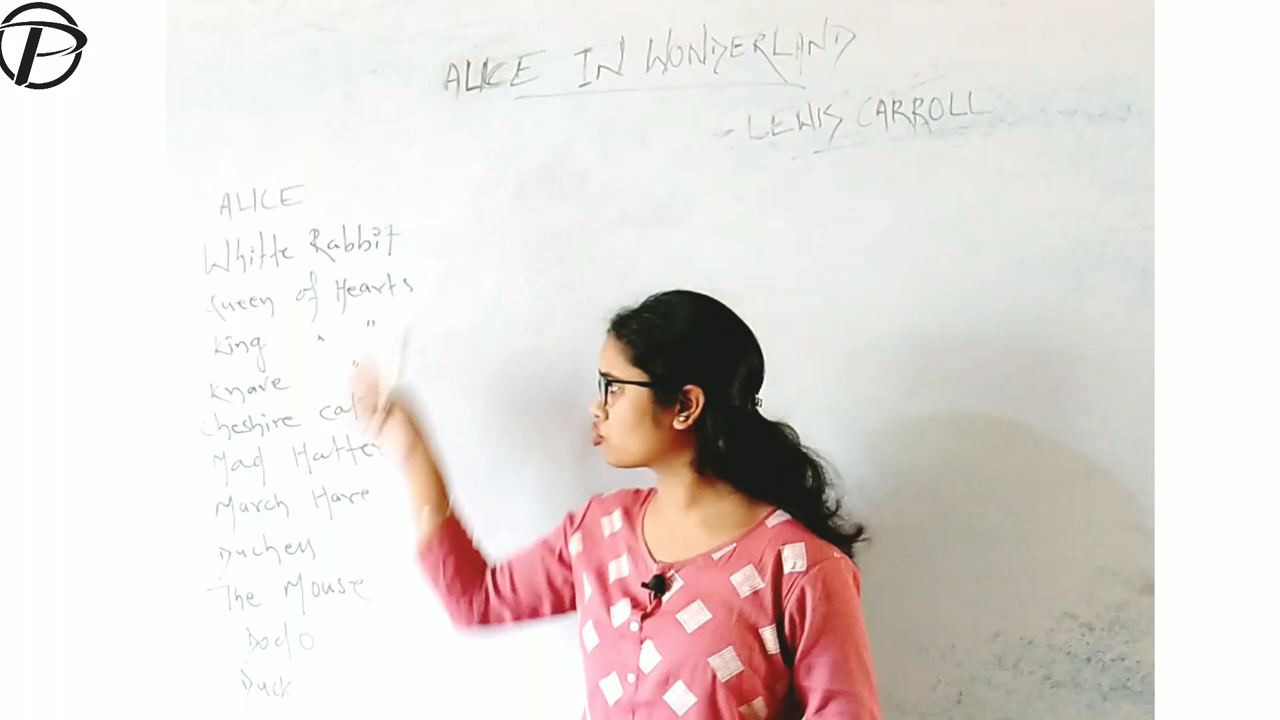 ALICE IN WONDERLAND
- LEWIS CARROLL
ALICE
White Rabbit
Queen of Hearts
King " "
Knave "
cheshire cat
Mad Hatter
March Hare
Duchess
The Mouse
Dodo
Duck